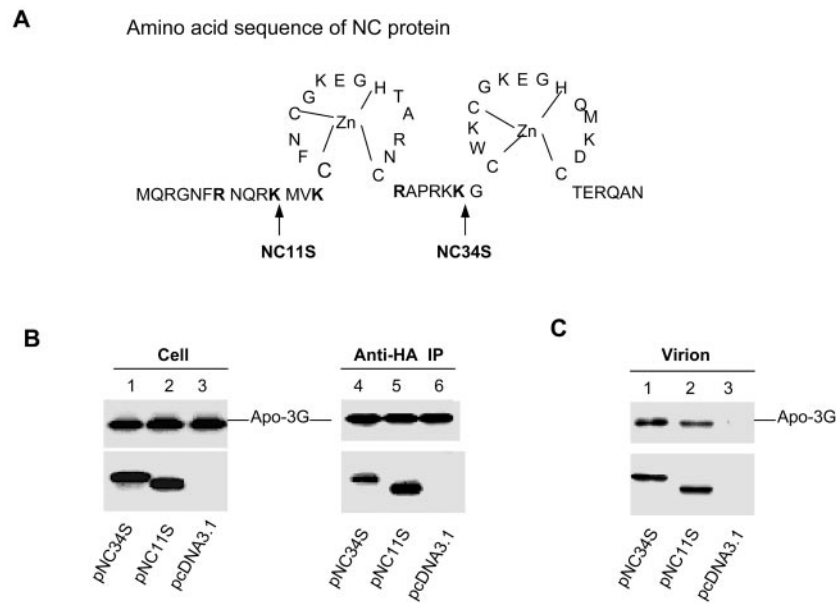 A
Amino acid sequence of NC protein
G K E G H
C
N
F
C
Zn
T
A
R
N
C
G K E G H
C
K
W
C
Zn
Q
M
K
D
C
MQRGNFR NQRK MVK
RAPRKK G
TERQAN
NC11S
NC34S
B
Cell
1 2 3
Apo-3G
pNC34S
pNC11S
pcDNA3.1
Anti-HA IP
4 5 6
pNC34S
pNC11S
pcDNA3.1
C
Virion
1 2 3
Apo-3G
pNC34S
pNC11S
pcDNA3.1